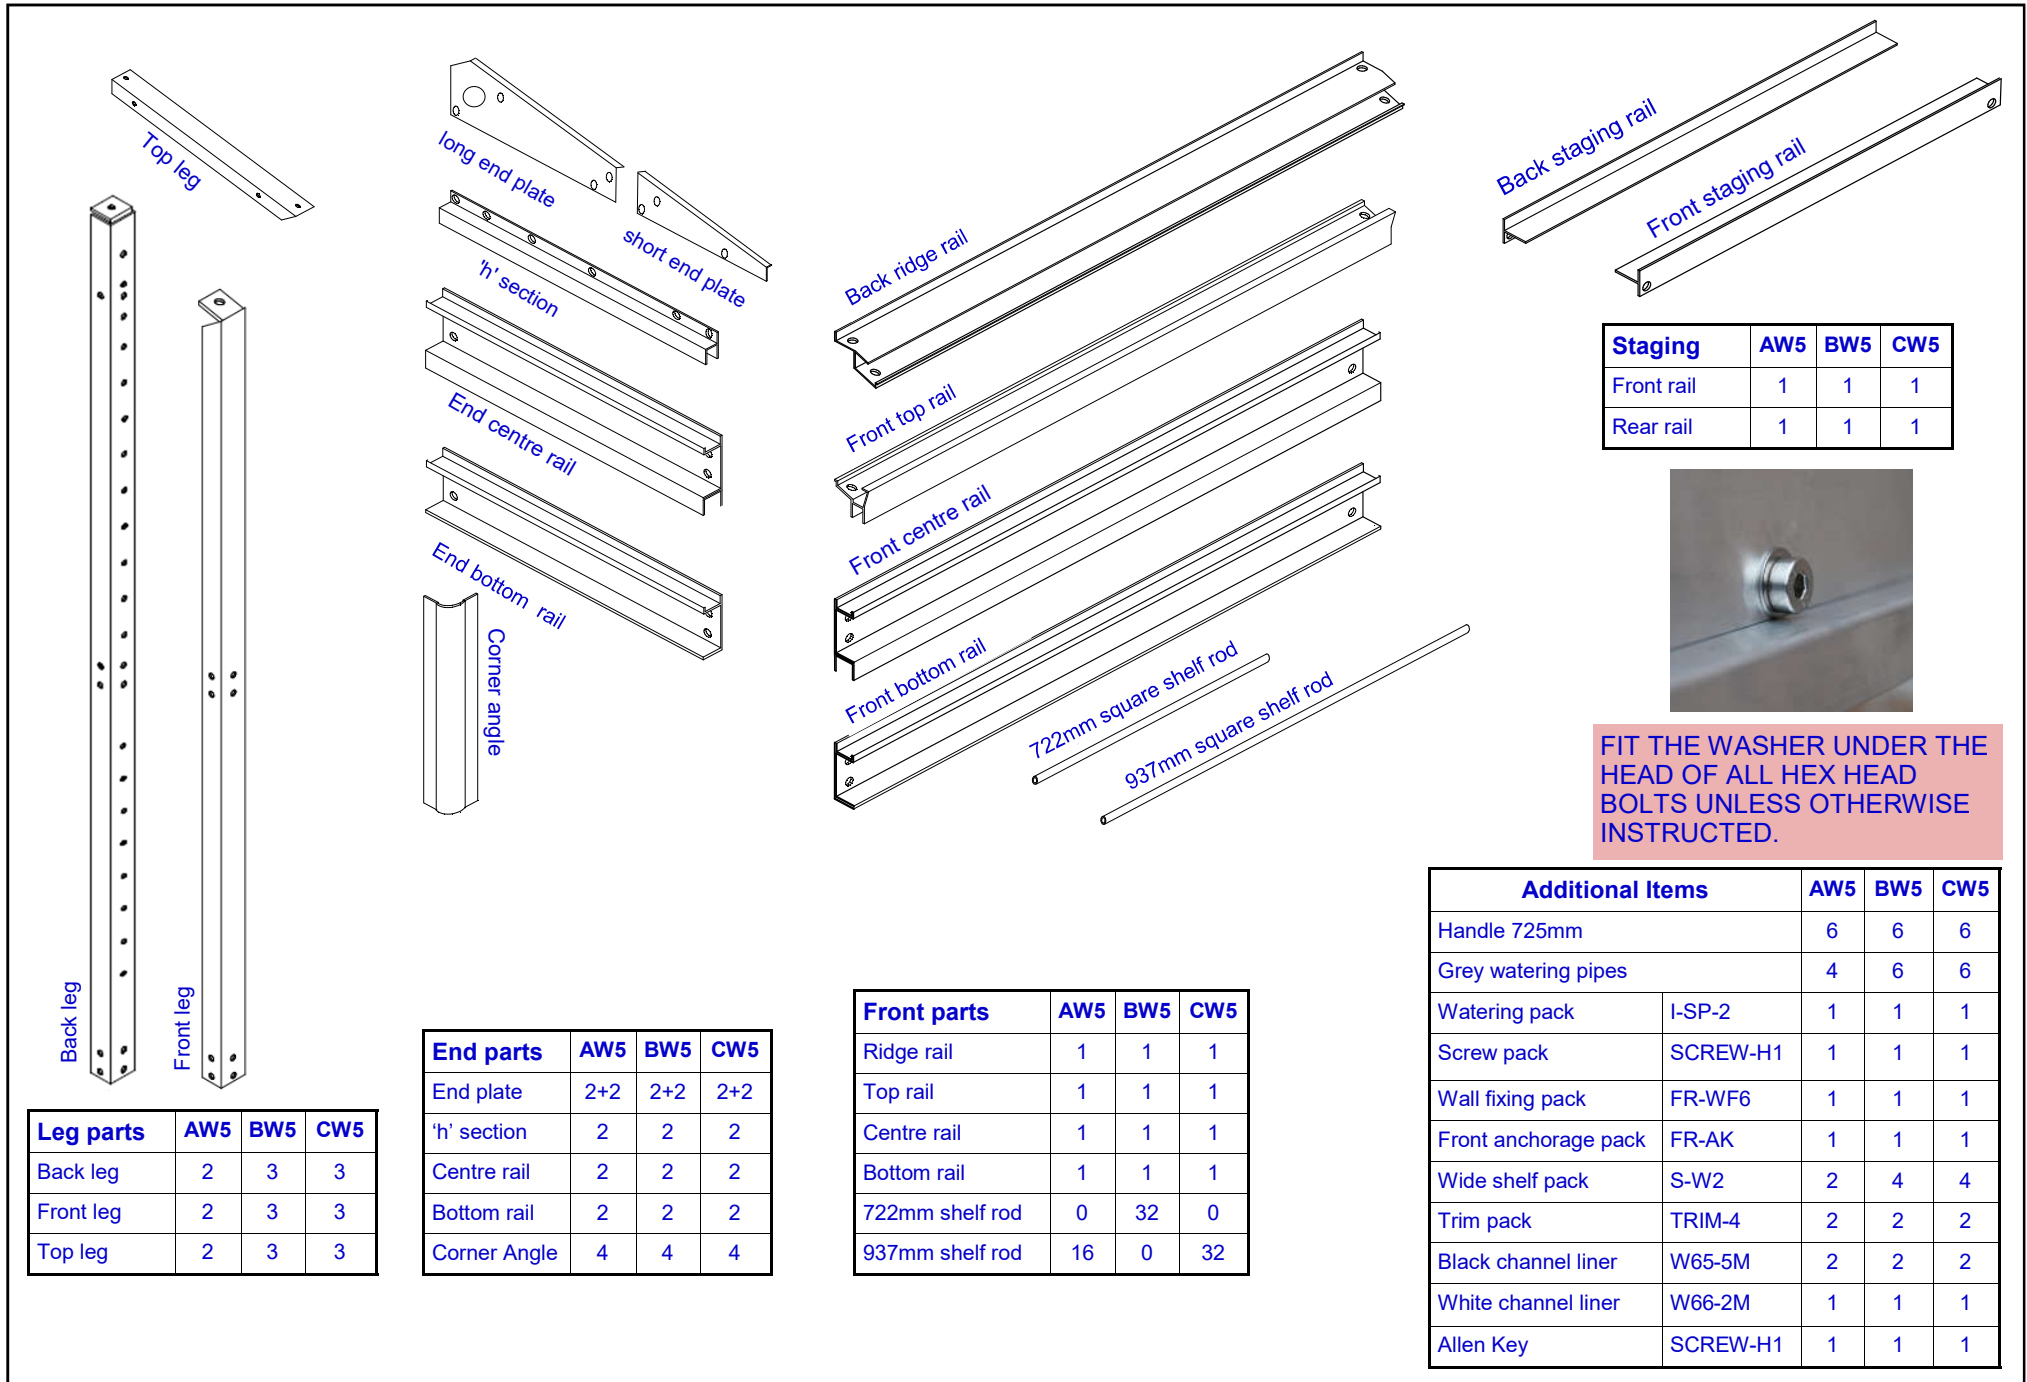 Top leg
Back leg
Front leg
long end plate
short end plate
'h' section
End centre rail
End bottom rail
Corner angle
Back ridge rail
Front top rail
Front centre rail
Front bottom rail
722mm square shelf rod
937mm square shelf rod
Back staging rail
Front staging rail
Staging AW5 BW5 CW5
Front rail 1 1 1
Rear rail 1 1 1
FIT THE WASHER UNDER THE
HEAD OF ALL HEX HEAD
BOLTS UNLESS OTHERWISE
INSTRUCTED.
Leg parts AW5 BW5 CW5
Back leg 2 3 3
Front leg 2 3 3
Top leg 2 3 3
End parts AW5 BW5 CW5
End plate 2+2 2+2 2+2
‘h’ section 2 2 2
Centre rail 2 2 2
Bottom rail 2 2 2
Corner Angle 4 4 4
Front parts AW5 BW5 CW5
Ridge rail 1 1 1
Top rail 1 1 1
Centre rail 1 1 1
Bottom rail 1 1 1
722mm shelf rod 0 32 0
937mm shelf rod 16 0 32
Additional Items AW5 BW5 CW5
Handle 725mm 6 6 6
Grey watering pipes 4 6 6
Watering pack I-SP-2 1 1 1
Screw pack SCREW-H1 1 1 1
Wall fixing pack FR-WF6 1 1 1
Front anchorage pack FR-AK 1 1 1
Wide shelf pack S-W2 2 4 4
Trim pack TRIM-4 2 2 2
Black channel liner W65-5M 2 2 2
White channel liner W66-2M 1 1 1
Allen Key SCREW-H1 1 1 1